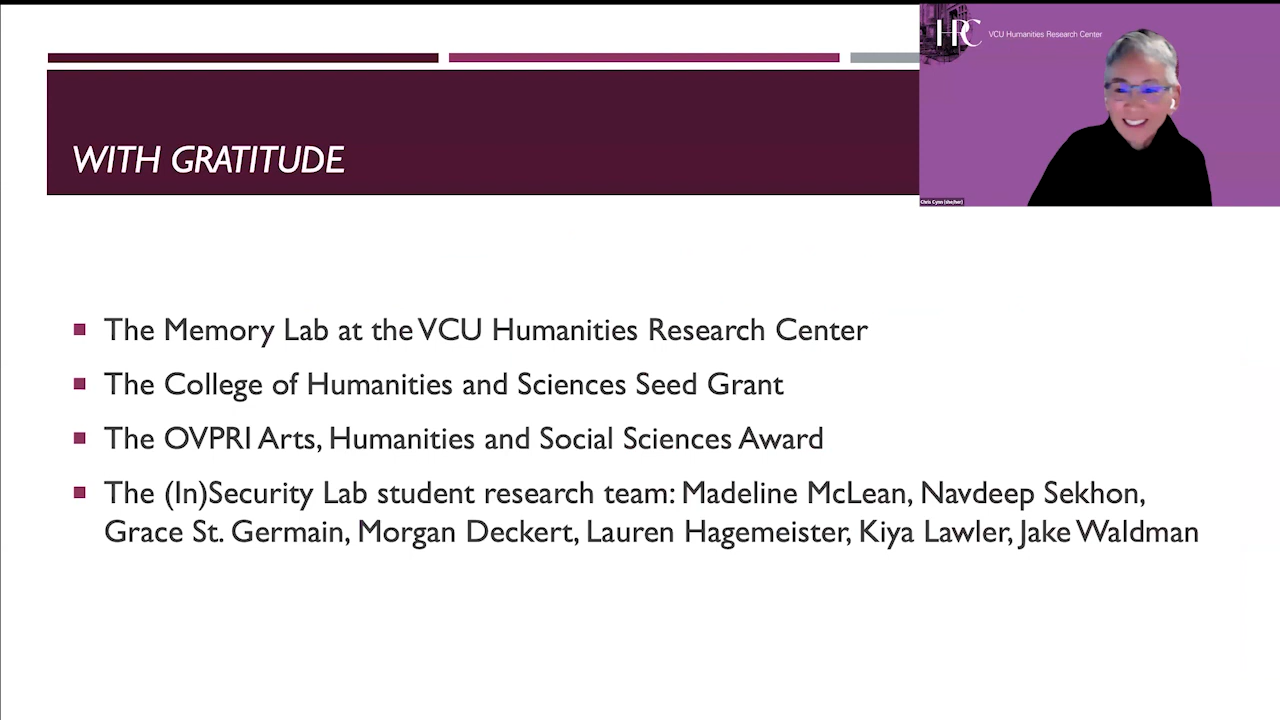 HRC VCU Humanities Research Center
Chris Cynn (she/her)
WITH GRATITUDE
The Memory Lab at the VCU Humanities Research Center
The College of Humanities and Sciences Seed Grant
The OVPRI Arts, Humanities and Social Sciences Award
The (In)Security Lab student research team: Madeline McLean, Navdeep Sekhon,
Grace St. Germain, Morgan Deckert, Lauren Hagemeister, Kiya Lawler, Jake Waldman